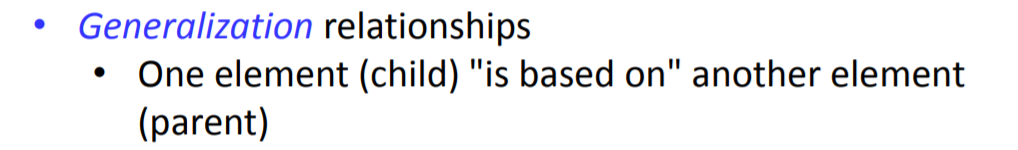 • Generalization relationships
• One element (child) "is based on" another element
(parent)